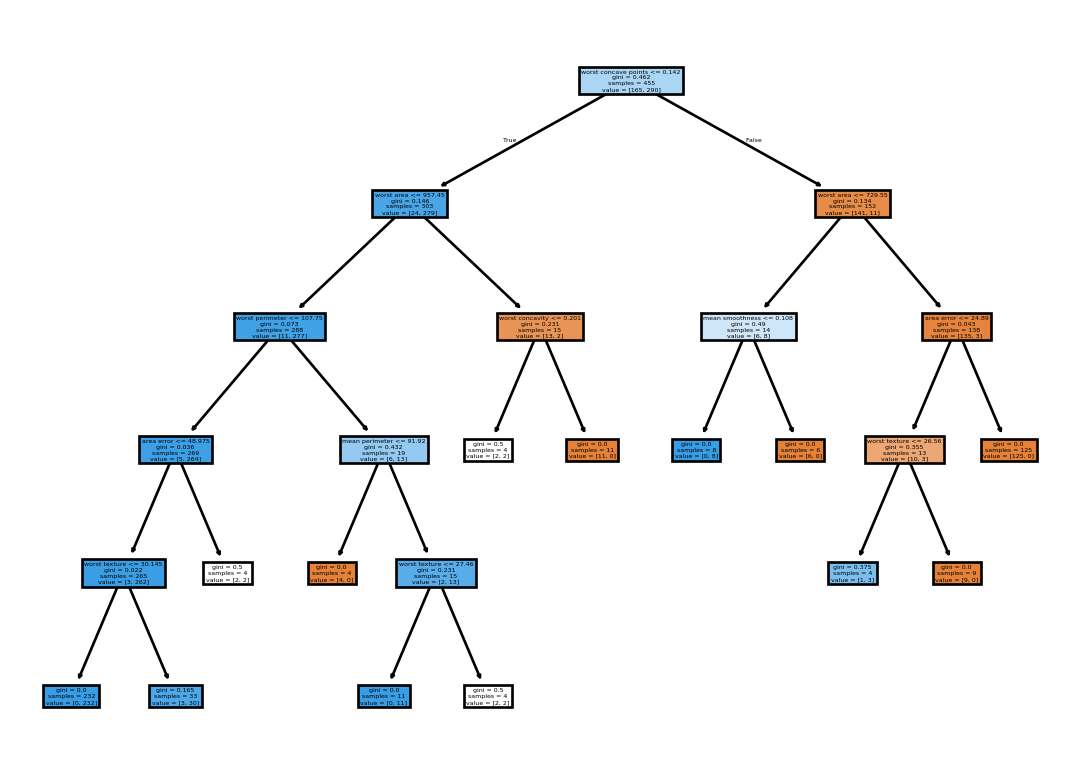 worst concave points <= 0.142
gini = 0.462
samples = 455
value = [165, 290]
True
False
worst area <= 957.45
gini = 0.146
samples = 303
value = [24, 279]
worst area <= 729.55
gini = 0.134
samples = 152
value = [141, 11]
worst perimeter <= 107.75
gini = 0.073
samples = 288
value = [11, 277]
worst concavity <= 0.201
gini = 0.231
samples = 15
value = [13, 2]
mean smoothness <= 0.108
gini = 0.49
samples = 14
value = [6, 8]
area error <= 24.89
gini = 0.043
samples = 138
value = [135, 3]
area error <= 48.975
gini = 0.036
samples = 269
value = [5, 264]
mean perimeter <= 91.92
gini = 0.432
samples = 19
value = [6, 13]
gini = 0.5
samples = 4
value = [2, 2]
gini = 0.0
samples = 11
value = [11, 0]
gini = 0.0
samples = 8
value = [0, 8]
gini = 0.0
samples = 6
value = [6, 0]
worst texture <= 26.56
gini = 0.355
samples = 13
value = [10, 3]
gini = 0.0
samples = 125
value = [125, 0]
worst texture <= 30.145
gini = 0.022
samples = 265
value = [3, 262]
gini = 0.5
samples = 4
value = [2, 2]
gini = 0.0
samples = 4
value = [4, 0]
worst texture <= 27.46
gini = 0.231
samples = 15
value = [2, 13]
gini = 0.375
samples = 4
value = [1, 3]
gini = 0.0
samples = 9
value = [9, 0]
gini = 0.0
samples = 232
value = [0, 232]
gini = 0.165
samples = 33
value = [3, 30]
gini = 0.0
samples = 11
value = [0, 11]
gini = 0.5
samples = 4
value = [2, 2]